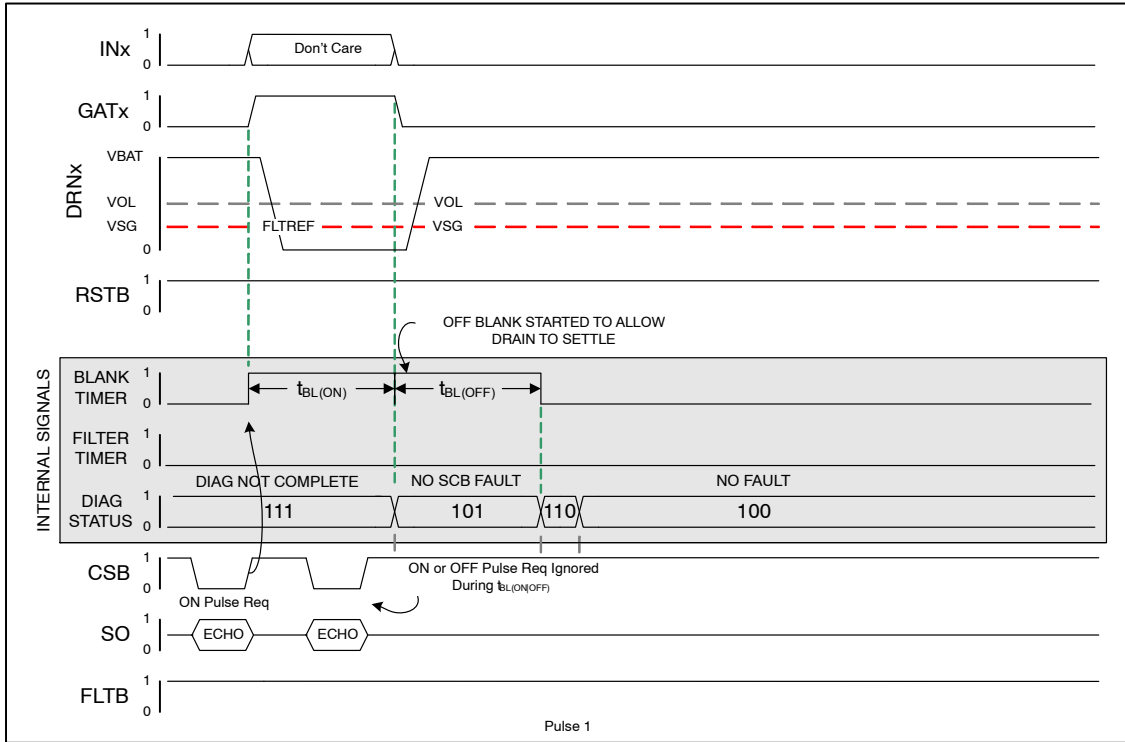 INx 1 0 Don't Care
GATx 1 0
DRNx
VBAT
VOL VOL
VSG FLTREF VSG
0
RSTB 1 0
OFF BLANK STARTED TO ALLOW
DRAIN TO SETTLE
INTERNAL SIGNALS
BLANK
TIMER
1 0
tBL(ON) tBL(OFF)
FILTER
TIMER
1 0
DIAG NOT COMPLETE NO SCB FAULT NO FAULT
DIAG
STATUS
1 0
111 101 110 100
CSB 1 0
ON Pulse Req
ON or OFF Pulse Req Ignored
During tBL(ON|OFF)
SO 1 0 ECHO ECHO
FLTB 1 0
Pulse 1